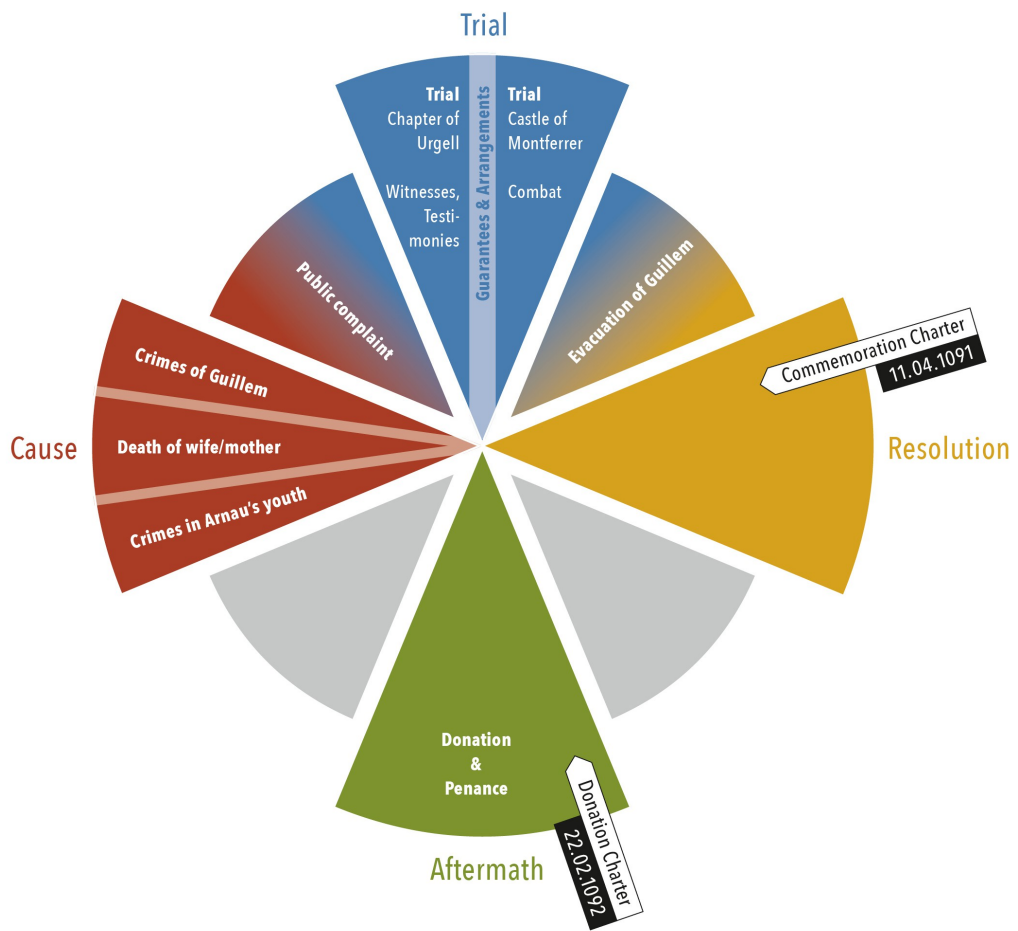 Trial
Trial
Chapter of
Urgell
Witnesses,
Testi-
monies
Guarantees & Arrangements
Trial
Castle of
Montferrer
Combat
Public complaint
Evacuation of Guillem
Cause
Crimes of Guillem
Death of wife/mother
Crimes in Arnau's youth
Commemoration Charter
11.04.1091
Resolution
Donation
&
Penance
Donation Charter
22.02.1092
Aftermath